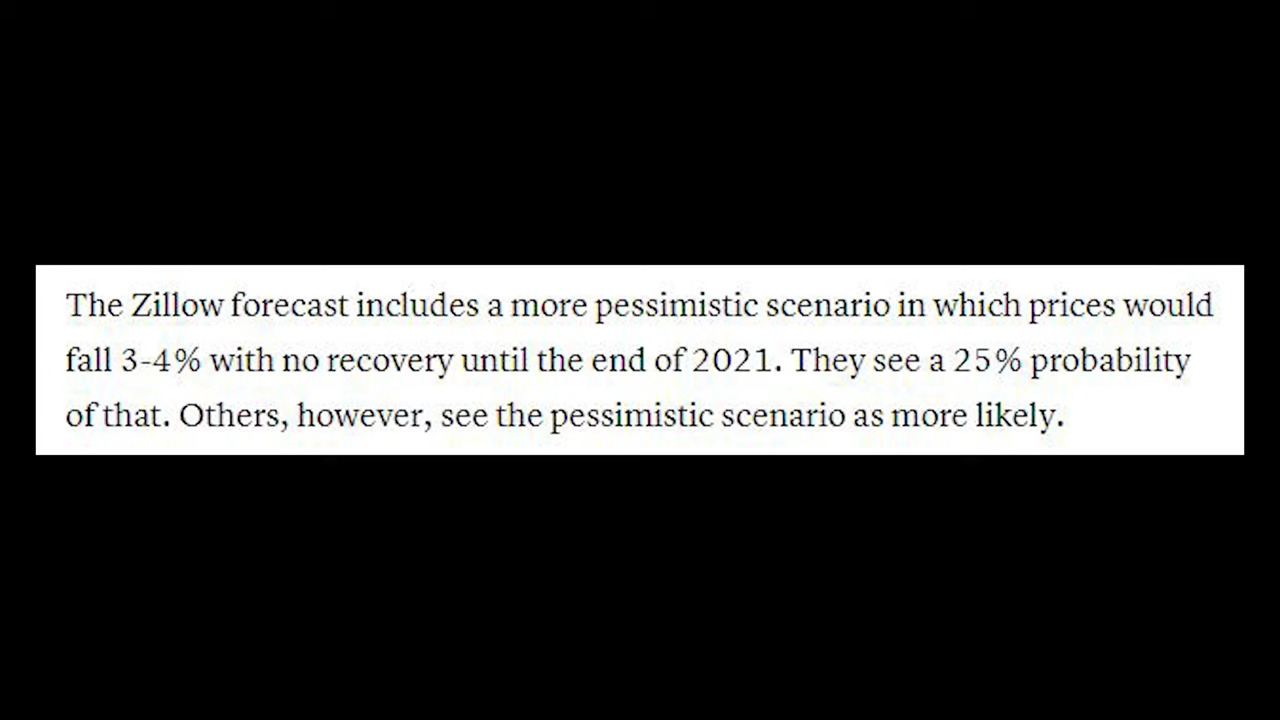 The Zillow forecast includes a more pessimistic scenario in which prices would
fall 3-4% with no recovery until the end of 2021. They see a 25% probability
of that. Others, however, see the pessimistic scenario as more likely.